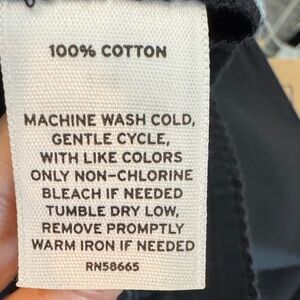 100% COTTON
MACHINE WASH COLD,
GENTLE CYCLE,
WITH LIKE COLORS
ONLY NON-CHLORINE
BLEACH IF NEEDED
TUMBLE DRY LOW,
REMOVE PROMPTLY
WARM IRON IF NEEDED
RN58665